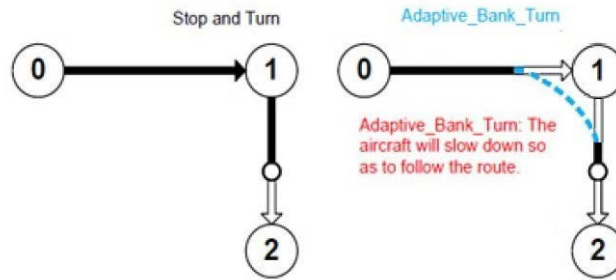 Stop and Turn
0
1
2
Adaptive_Bank_Turn
0
1
Adaptive_Bank_Turn: The
aircraft will slow down so
as to follow the route.
2